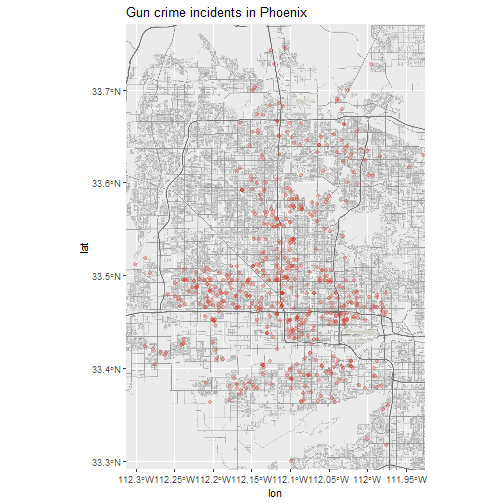 Gun crime incidents in Phoenix
33.7°N
33.6°N
33.5°N
33.4°N
33.3°N
lat
112.3°W 112.25°W 112.2°W 112.15°W 112.1°W 112.05°W 112°W 111.95°W
lon